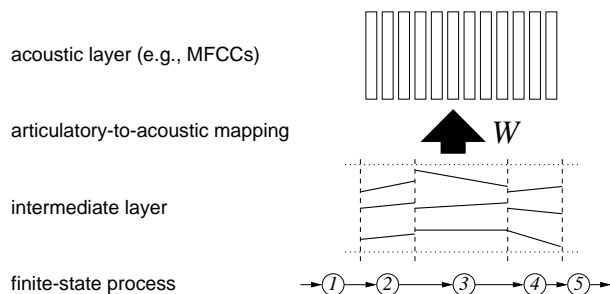 acoustic layer (e.g., MFCCs)
articulatory-to-acoustic mapping
W
intermediate layer
finite-state process
1 2 3 4 5